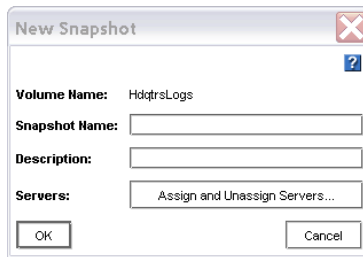 New Snapshot
?
Volume Name: HdqtrsLogs
Snapshot Name:
Description:
Servers: Assign and Unassign Servers...
OK Cancel